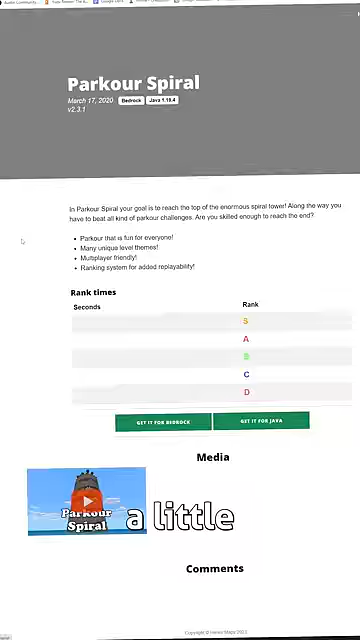 Parkour Spiral
March 17, 2020 Bedrock Java 1.19.4
v2.3.1
In Parkour Spiral your goal is to reach the top of the enormous spiral tower! Along the way you
have to beat all kind of parkour challenges. Are you skilled enough to reach the end?
Parkour that is fun for everyone!
Many unique level themes!
Multiplayer friendly!
Ranking system for added replayability!
Rank times
Seconds Rank
S
A
B
C
D
GET IT FOR BEDROCK GET IT FOR JAVA
Media
Parkour
Spiral
a little
Comments